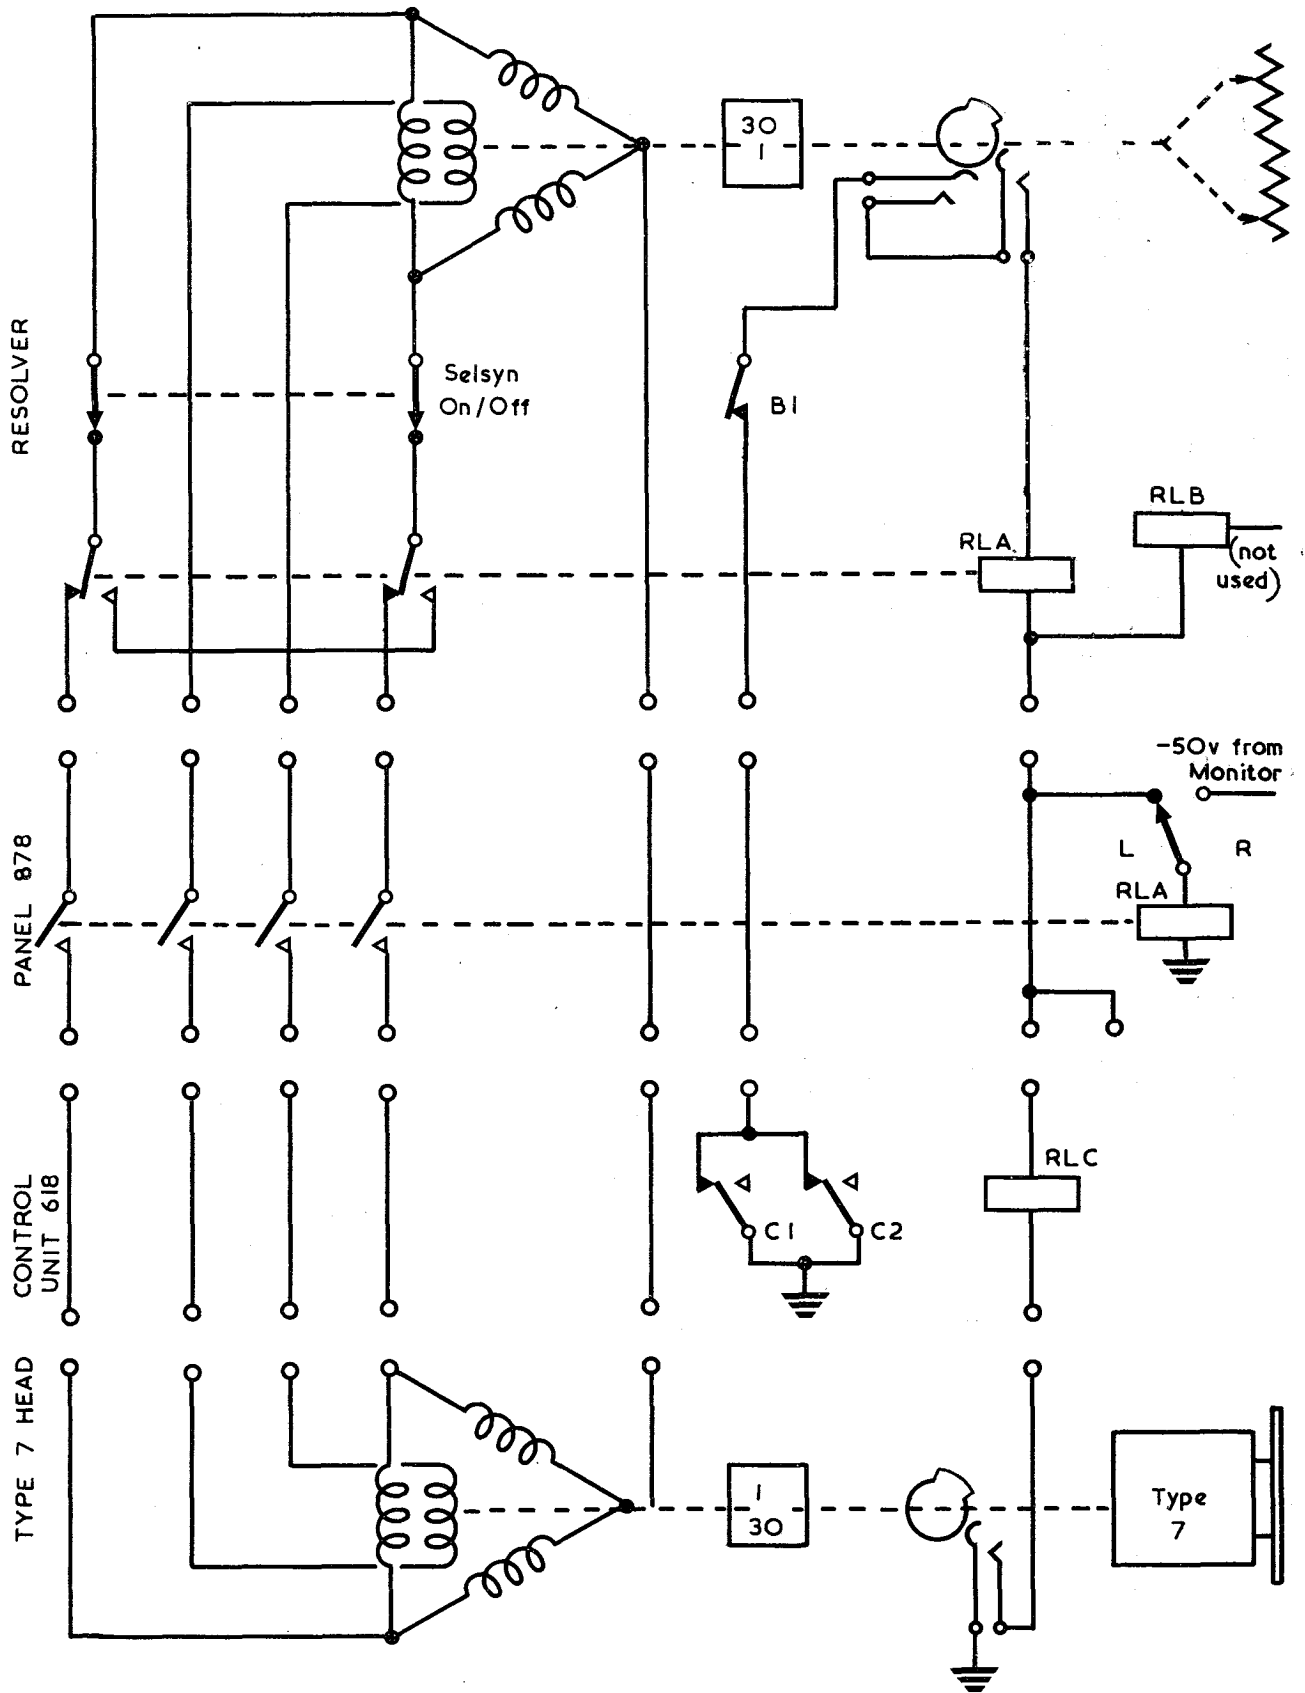 RESOLVER
30
1
Selsyn
On/Off
B1
RLA
RLB
(not
used)
PANEL 878
-50v from
Monitor
L
R
RLA
CONTROL
UNIT 618
C1
C2
RLC
TYPE 7 HEAD
1
30
Type
7